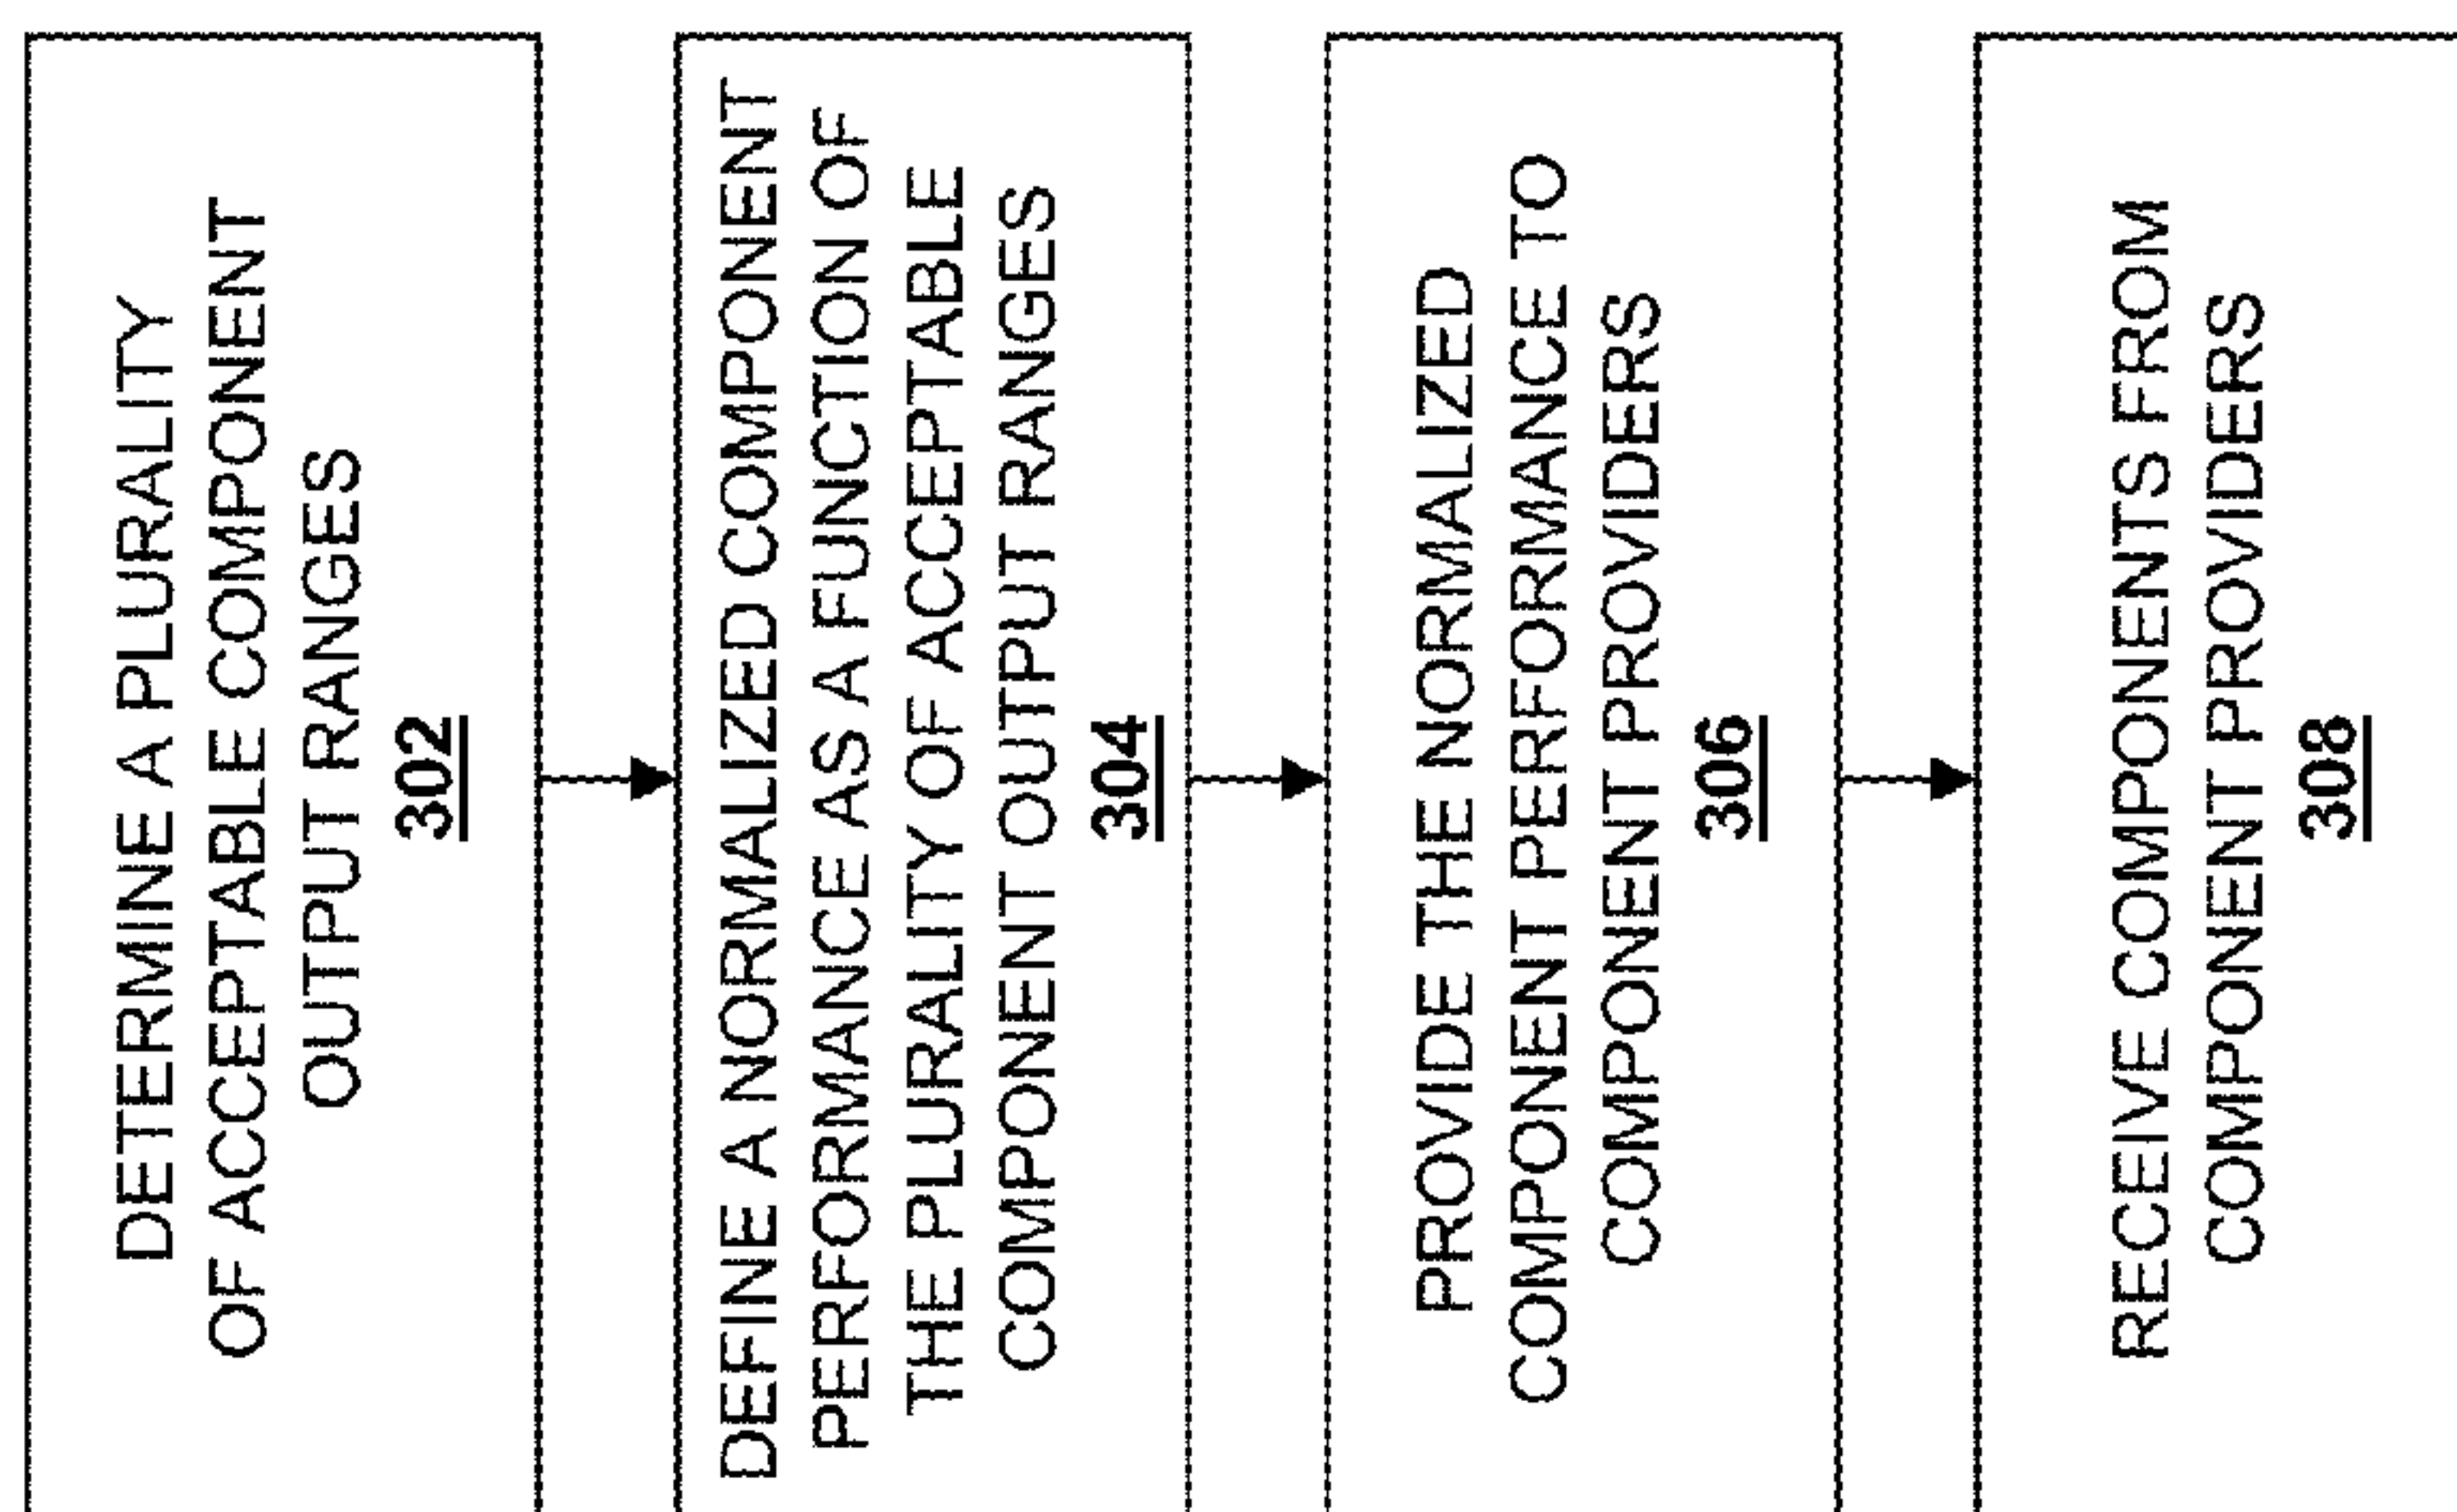 DETERMINE A PLURALITY
OF ACCEPTABLE COMPONENT
OUTPUT RANGES
302
DEFINE A NORMALIZED COMPONENT
PERFORMANCE AS A FUNCTION OF
THE PLURALITY OF ACCEPTABLE
COMPONENT OUTPUT RANGES
304
PROVIDE THE NORMALIZED
COMPONENT PERFORMANCE TO
COMPONENT PROVIDERS
306
RECEIVE COMPONENTS FROM
COMPONENT PROVIDERS
308